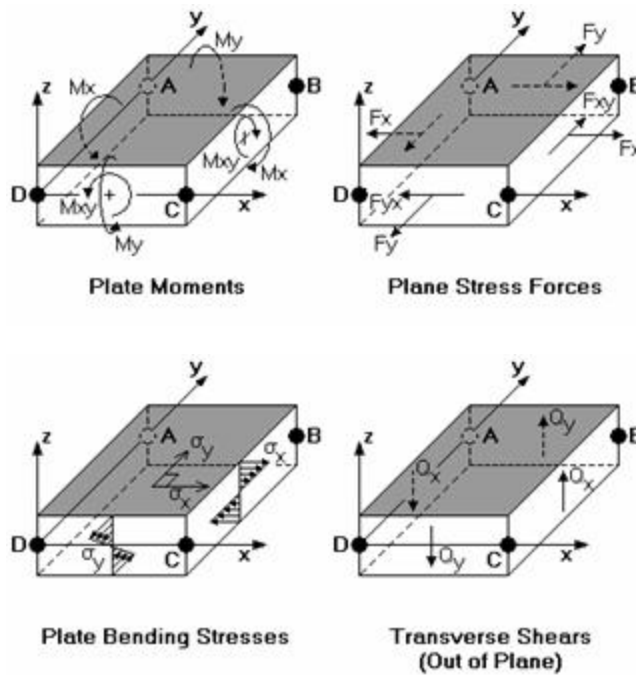 y
My
z
A
B
Mx
Mxy
Mx
D
Mxy
C
x
My
Plate Moments
y
Fy
z
A
B
Fxy
Fx
Fx
D
Fyx
C
x
Fy
Plane Stress Forces
y
z
A
B
σy
σx
σx
D
σy
C
x
Plate Bending Stresses
y
z
A
B
Qy
Qx
Qx
D
Qy
C
x
Transverse Shears
(Out of Plane)